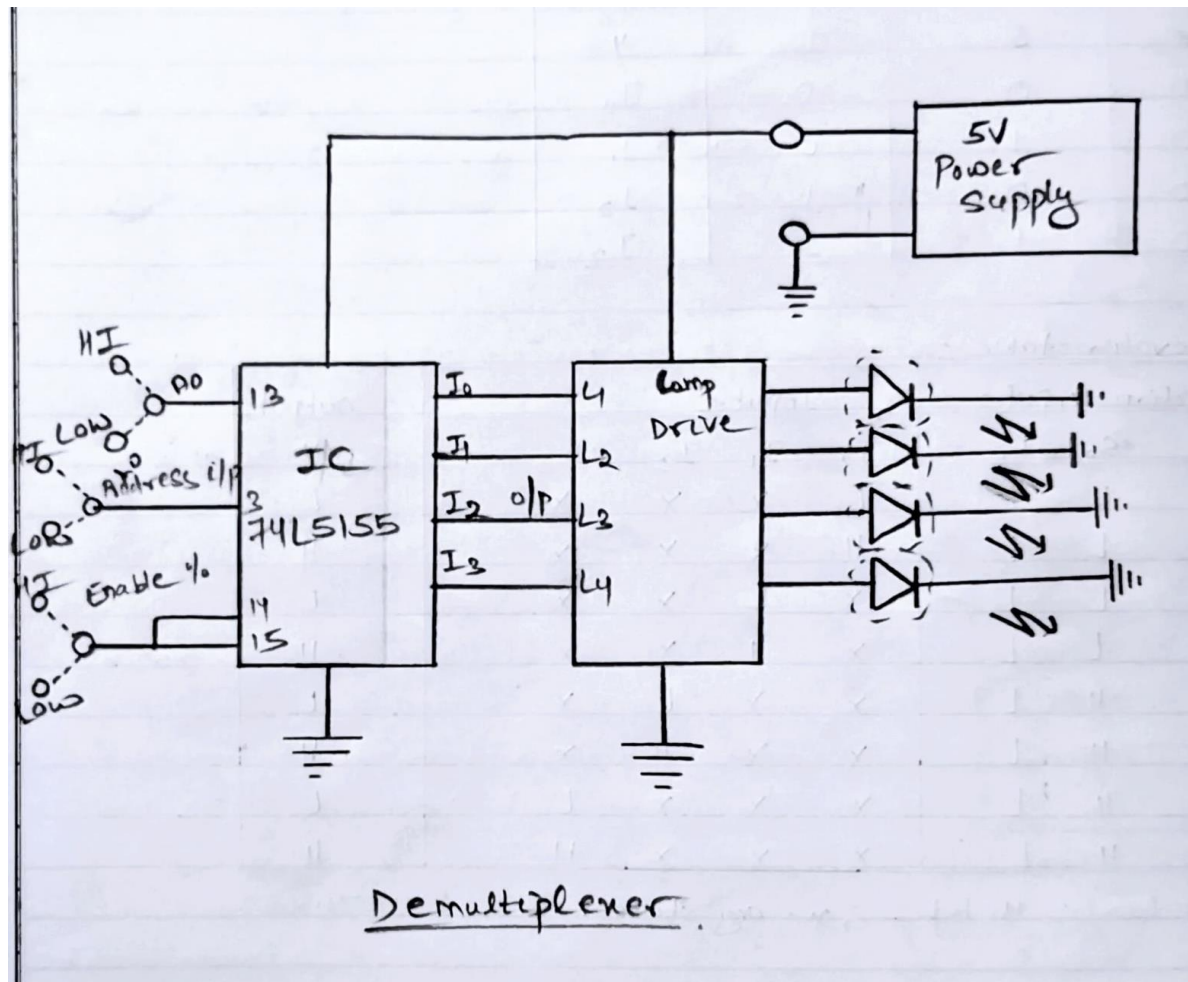 5V
Power
Supply
HI
A0
LOW
13
I0
L1
Lamp
Drive
HI
IC
I1
L2
Address i/p
3
74LS155
I2
o/p
L3
HI
Enable
I3
L4
14
15
LOW
Demultiplexer